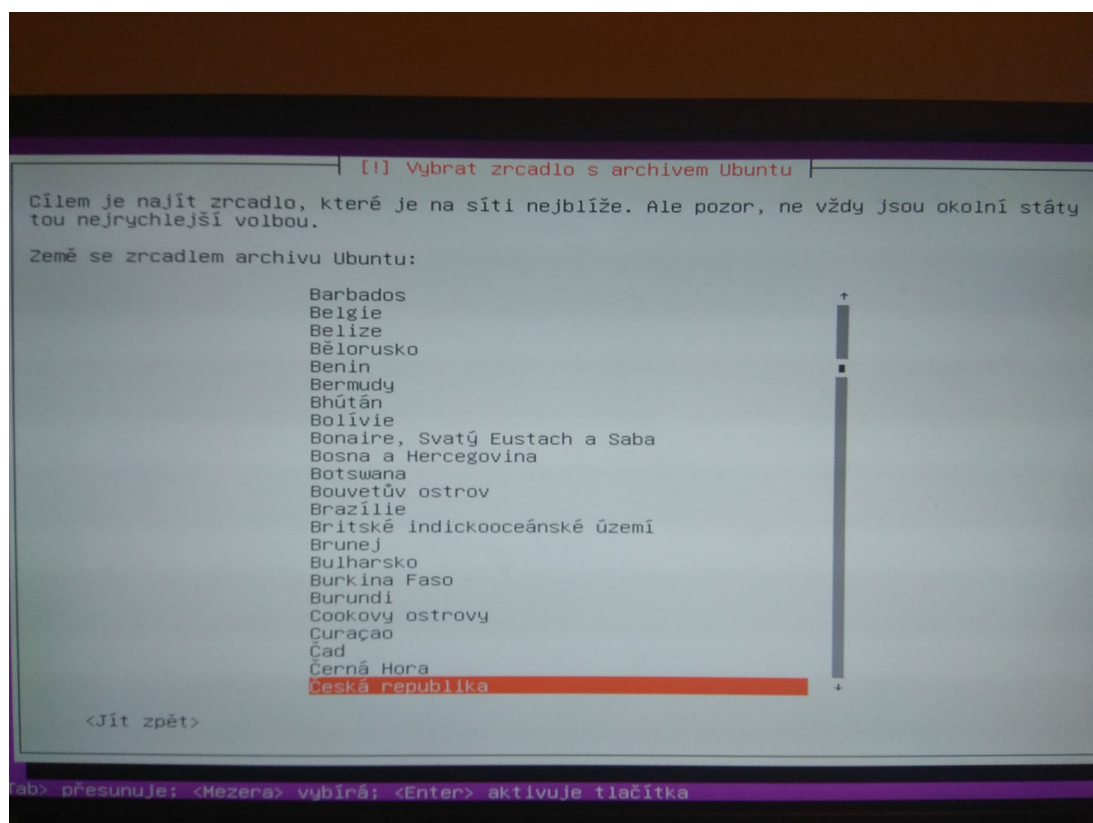 [!] Vybrat zrcadlo s archivem Ubuntu
Cílem je najít zrcadlo, které je na síti nejblíže. Ale pozor, ne vždy jsou okolní státy
tou nejrychlejší volbou.
Země se zrcadlem archivu Ubuntu:
Barbados
Belgie
Belize
Bělorusko
Benin
Bermudy
Bhútán
Bolívie
Bonaire, Svatý Eustach a Saba
Bosna a Hercegovina
Botswana
Bouvetův ostrov
Brazílie
Britské indickooceánské území
Brunej
Bulharsko
Burkina Faso
Burundi
Cookovy ostrovy
Curaçao
Čad
Černá Hora
Česká republika
<Jít zpět>
Tab> přesunuje; <Mezera> vybírá; <Enter> aktivuje tlačítka